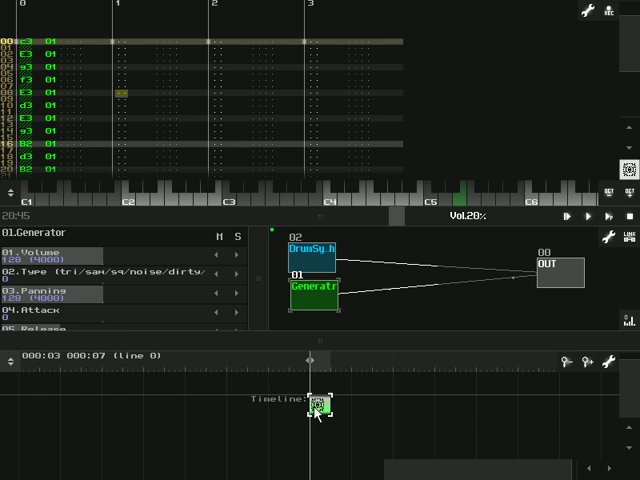 0 1 2 3
REC
00 c3 01
01
02 E3 01
03
04 g3 01
05
06 f3 01
07
08 E3 01
09
10 d3 01
11
12 E3 01
13
14 g3 01
15
16 B2 01
17
18 d3 01
19
20 B2 01
C1 C2 C3 C4 C5 C6
20:45
Vol.20%
01.Generator M S
01.Volume
128 (4000)
02.Type (tri/saw/sq/noise/dirty/
0
03.Panning
128 (4000)
04.Attack
0
05.Release
02
DrumSy.h
01
Generatr
00
OUT
LINK
000:03 000:07 (line 0)
Timeline: